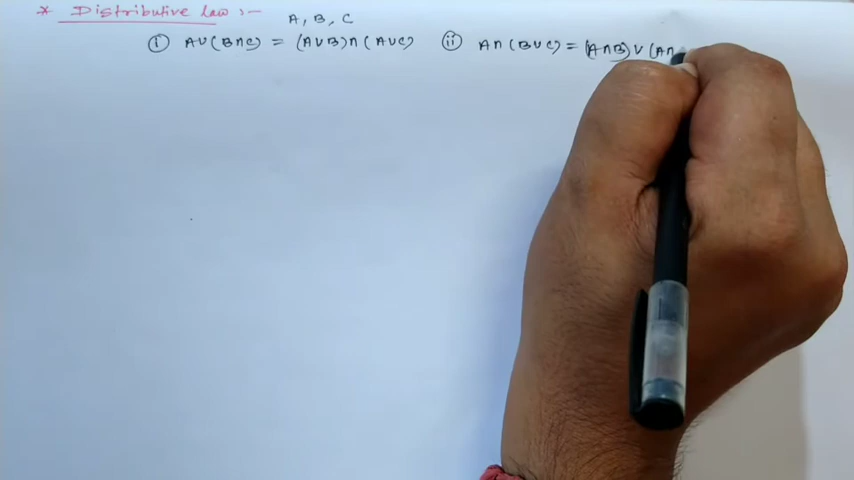 * Distributive Law :-
A, B, C
(i) A∪(B∩C) = (A∪B)∩(A∪C) (ii) A∩(B∪C) = (A∩B)∪(A∩